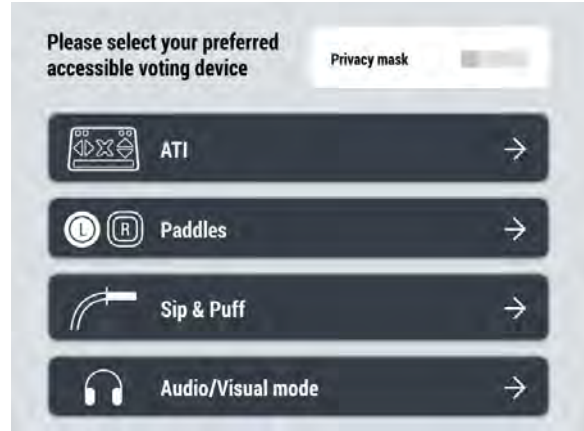 Please select your preferred
accessible voting device
Privacy mask
ATI
L R Paddles
Sip & Puff
Audio/Visual mode